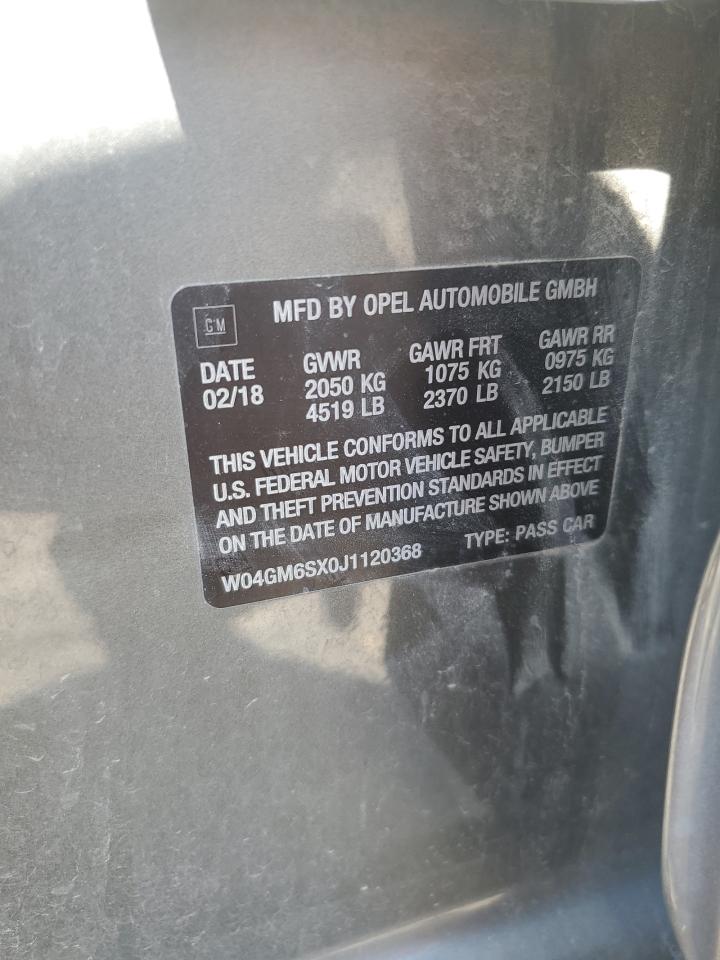 GM
MFD BY OPEL AUTOMOBILE GMBH
DATE GVWR GAWR FRT GAWR RR
02/18 2050 KG 1075 KG 0975 KG
4519 LB 2370 LB 2150 LB
THIS VEHICLE CONFORMS TO ALL APPLICABLE
U.S. FEDERAL MOTOR VEHICLE SAFETY, BUMPER
AND THEFT PREVENTION STANDARDS IN EFFECT
ON THE DATE OF MANUFACTURE SHOWN ABOVE
W04GM6SX0J1120368 TYPE: PASS CAR